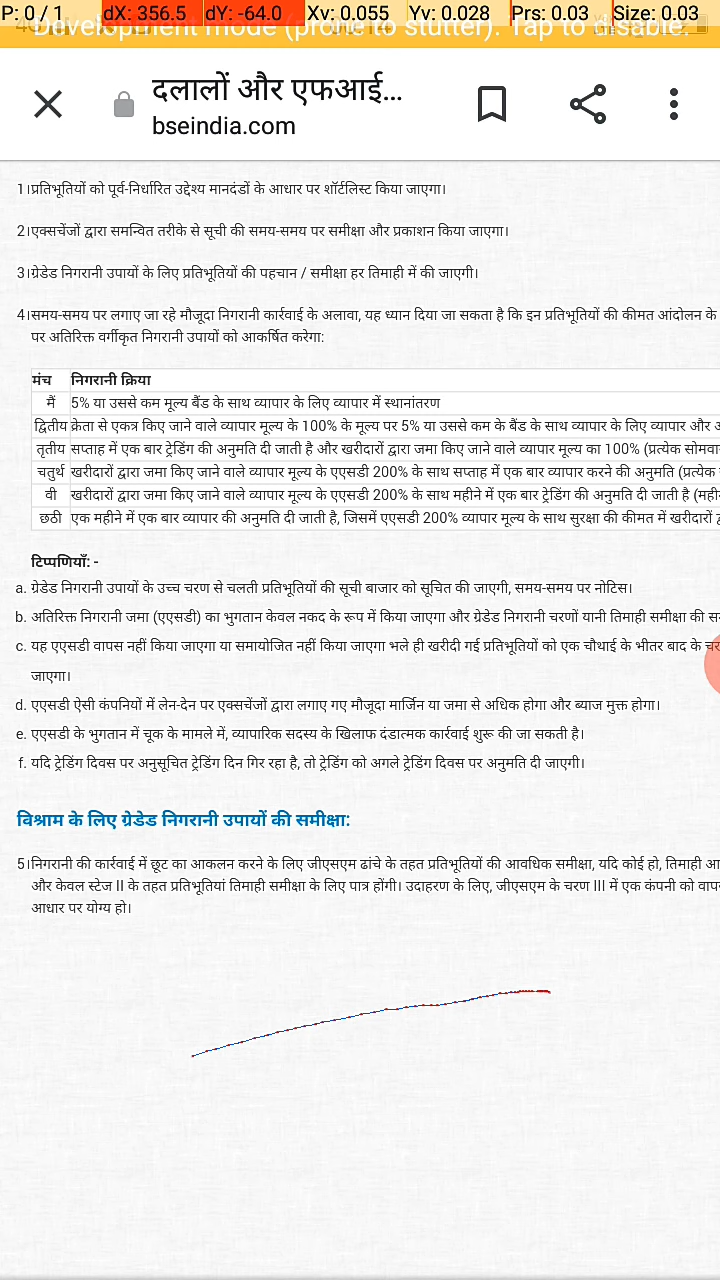 P: 0 / 1 dX: 356.5 dY: -64.0 Xv: 0.055 Yv: 0.028 Prs: 0.03 Size: 0.03
Development mode (prone to stutter). Tap to disable.
दलालों और एफआई...
bseindia.com
1।प्रतिभूतियों को पूर्व-निर्धारित उद्देश्य मानदंडों के आधार पर शॉर्टलिस्ट किया जाएगा।
2।एक्सचेंजों द्वारा समन्वित तरीके से सूची की समय-समय पर समीक्षा और प्रकाशन किया जाएगा।
3।ग्रेडेड निगरानी उपायों के लिए प्रतिभूतियों की पहचान / समीक्षा हर तिमाही में की जाएगी।
4।समय-समय पर लगाए जा रहे मौजूदा निगरानी कार्रवाई के अलावा, यह ध्यान दिया जा सकता है कि इन प्रतिभूतियों की कीमत आंदोलन के
पर अतिरिक्त वर्गीकृत निगरानी उपायों को आकर्षित करेगा:
मंच निगरानी क्रिया
मैं 5% या उससे कम मूल्य बैंड के साथ व्यापार के लिए व्यापार में स्थानांतरण
द्वितीय क्रेता से एकत्र किए जाने वाले व्यापार मूल्य के 100% के मूल्य पर 5% या उससे कम के बैंड के साथ व्यापार के लिए व्यापार और
तृतीय सप्ताह में एक बार ट्रेडिंग की अनुमति दी जाती है और खरीदारों द्वारा जमा किए जाने वाले व्यापार मूल्य का 100% (प्रत्येक
चतुर्थ खरीदारों द्वारा जमा किए जाने वाले व्यापार मूल्य के एएसडी 200% के साथ सप्ताह में एक बार व्यापार करने की अनुमति (प्रत्येक
वी खरीदारों द्वारा जमा किए जाने वाले व्यापार मूल्य के एएसडी 200% के साथ महीने में एक बार ट्रेडिंग की अनुमति दी जाती है
छठी एक महीने में एक बार व्यापार की अनुमति दी जाती है, जिसमें एएसडी 200% व्यापार मूल्य के साथ सुरक्षा की कीमत में खरीदारों
टिप्पणियाँ: -
a. ग्रेडेड निगरानी उपायों के उच्च चरण से चलती प्रतिभूतियों की सूची बाजार को सूचित की जाएगी, समय-समय पर नोटिस।
b. अतिरिक्त निगरानी जमा (एएसडी) का भुगतान केवल नकद के रूप में किया जाएगा और ग्रेडेड निगरानी चरणों यानी तिमाही समीक्षा की
c. यह एएसडी वापस नहीं किया जाएगा या समायोजित नहीं किया जाएगा भले ही खरीदी गई प्रतिभूतियों को एक चौथाई के भीतर बाद के
जाएगा।
d. एएसडी ऐसी कंपनियों में लेन-देन पर एक्सचेंजों द्वारा लगाए गए मौजूदा मार्जिन या जमा से अधिक होगा और ब्याज मुक्त होगा।
e. एएसडी के भुगतान में चूक के मामले में, व्यापारिक सदस्य के खिलाफ दंडात्मक कार्रवाई शुरू की जा सकती है।
f. यदि ट्रेडिंग दिवस पर अनुसूचित ट्रेडिंग दिन गिर रहा है, तो ट्रेडिंग को अगले ट्रेडिंग दिवस पर अनुमति दी जाएगी।
विश्राम के लिए ग्रेडेड निगरानी उपायों की समीक्षा:
5।निगरानी की कार्रवाई में छूट का आकलन करने के लिए जीएसएम ढांचे के तहत प्रतिभूतियों की आवधिक समीक्षा, यदि कोई हो, तिमाही
और केवल स्टेज II के तहत प्रतिभूतियां तिमाही समीक्षा के लिए पात्र होंगी। उदाहरण के लिए, जीएसएम के चरण III में एक कंपनी को
आधार पर योग्य हो।